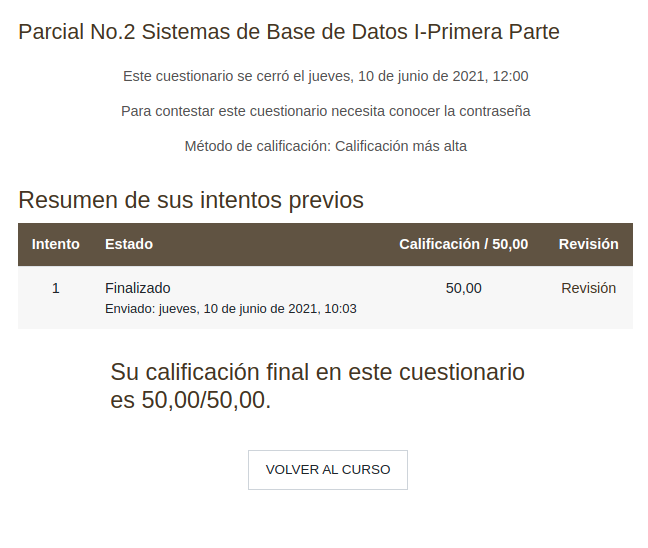 Parcial No.2 Sistemas de Base de Datos I-Primera Parte
Este cuestionario se cerró el jueves, 10 de junio de 2021, 12:00
Para contestar este cuestionario necesita conocer la contraseña
Método de calificación: Calificación más alta
Resumen de sus intentos previos
Intento Estado Calificación / 50,00 Revisión
1 Finalizado 50,00 Revisión
Enviado: jueves, 10 de junio de 2021, 10:03
Su calificación final en este cuestionario
es 50,00/50,00.
VOLVER AL CURSO